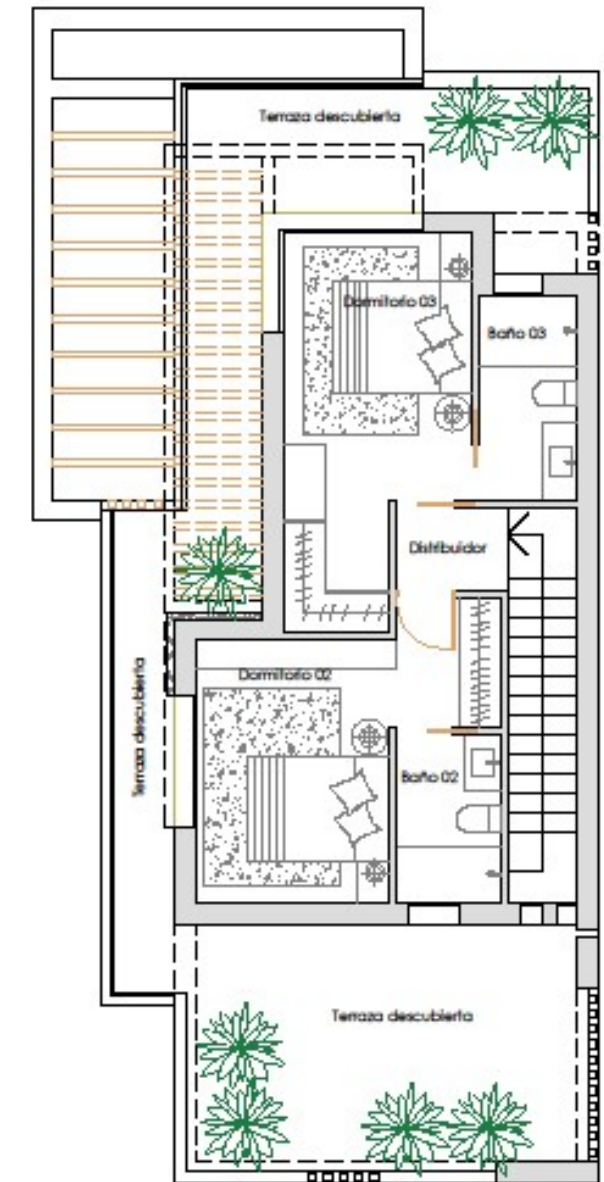 Terraza descubierta
Dormitorio 03
Baño 03
Distribuidor
Dormitorio 02
Terraza descubierta
Baño 02
Terraza descubierta